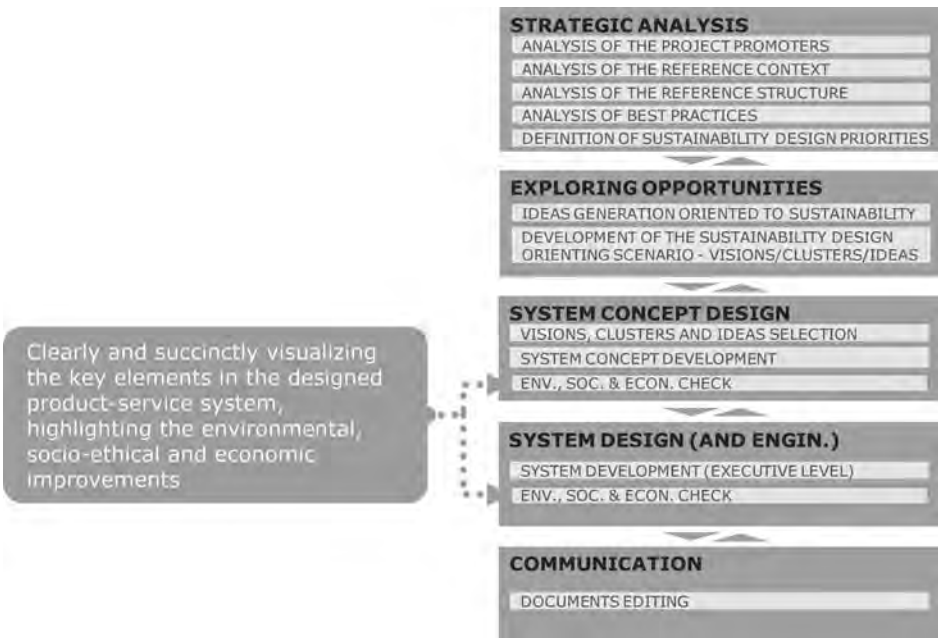 STRATEGIC ANALYSIS
ANALYSIS OF THE PROJECT PROMOTERS
ANALYSIS OF THE REFERENCE CONTEXT
ANALYSIS OF THE REFERENCE STRUCTURE
ANALYSIS OF BEST PRACTICES
DEFINITION OF SUSTAINABILITY DESIGN PRIORITIES
EXPLORING OPPORTUNITIES
IDEAS GENERATION ORIENTED TO SUSTAINABILITY
DEVELOPMENT OF THE SUSTAINABILITY DESIGN
ORIENTING SCENARIO - VISIONS/CLUSTERS/IDEAS
Clearly and succinctly visualizing
the key elements in the designed
product-service system,
highlighting the environmental,
socio-ethical and economic
improvements
SYSTEM CONCEPT DESIGN
VISIONS, CLUSTERS AND IDEAS SELECTION
SYSTEM CONCEPT DEVELOPMENT
ENV., SOC. & ECON. CHECK
SYSTEM DESIGN (AND ENGIN.)
SYSTEM DEVELOPMENT (EXECUTIVE LEVEL)
ENV., SOC. & ECON. CHECK
COMMUNICATION
DOCUMENTS EDITING